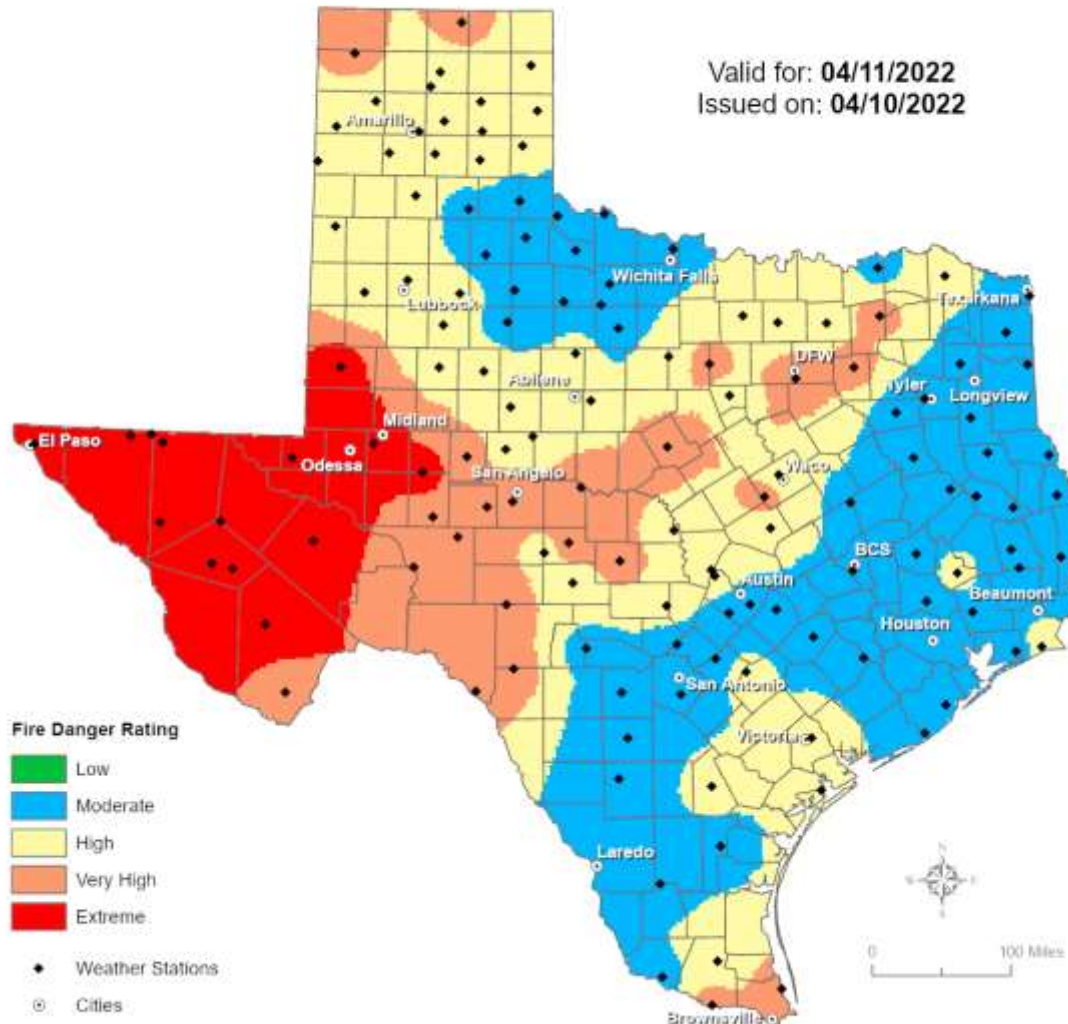 Valid for: 04/11/2022
Issued on: 04/10/2022
Amarillo
Wichita Falls
Lubbock
Texarkana
DFW
Abilene
Tyler
Longview
Midland
El Paso
Odessa
San Angelo
Waco
BCS
Austin
Beaumont
Houston
San Antonio
Victoria
Laredo
Brownsville
Fire Danger Rating
Low
Moderate
High
Very High
Extreme
Weather Stations
Cities
N
W E
S
0 100 Miles